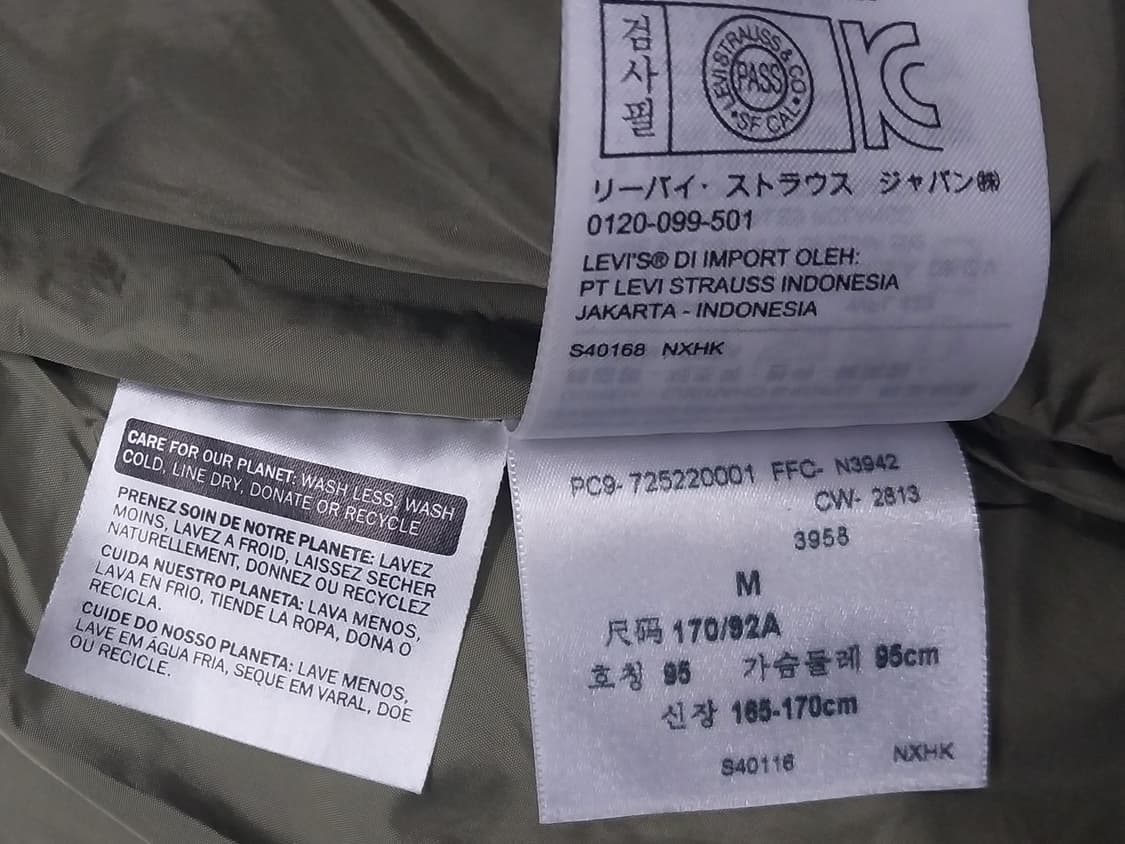 검사필
LEVI STRAUSS & CO
PASS
SF CAL
リーバイ・ストラウス ジャパン㈱
0120-099-501
LEVI'S® DI IMPORT OLEH:
PT LEVI STRAUSS INDONESIA
JAKARTA - INDONESIA
S40168 NXHK
CARE FOR OUR PLANET: WASH LESS, WASH
COLD, LINE DRY, DONATE OR RECYCLE
PRENEZ SOIN DE NOTRE PLANETE: LAVEZ
MOINS, LAVEZ A FROID, LAISSEZ SECHER
NATURELLEMENT, DONNEZ OU RECYCLEZ
CUIDA NUESTRO PLANETA: LAVA MENOS,
LAVA EN FRIO, TIENDE LA ROPA, DONA O
RECICLA.
CUIDE DO NOSSO PLANETA: LAVE MENOS,
LAVE EM ÁGUA FRIA, SEQUE EM VARAL, DOE
OU RECICLE.
PC9- 725220001 FFC- N3942
CW- 2813
3958
M
尺码 170/92A
호칭 95 가슴둘레 95cm
신장 165-170cm
S40116 NXHK